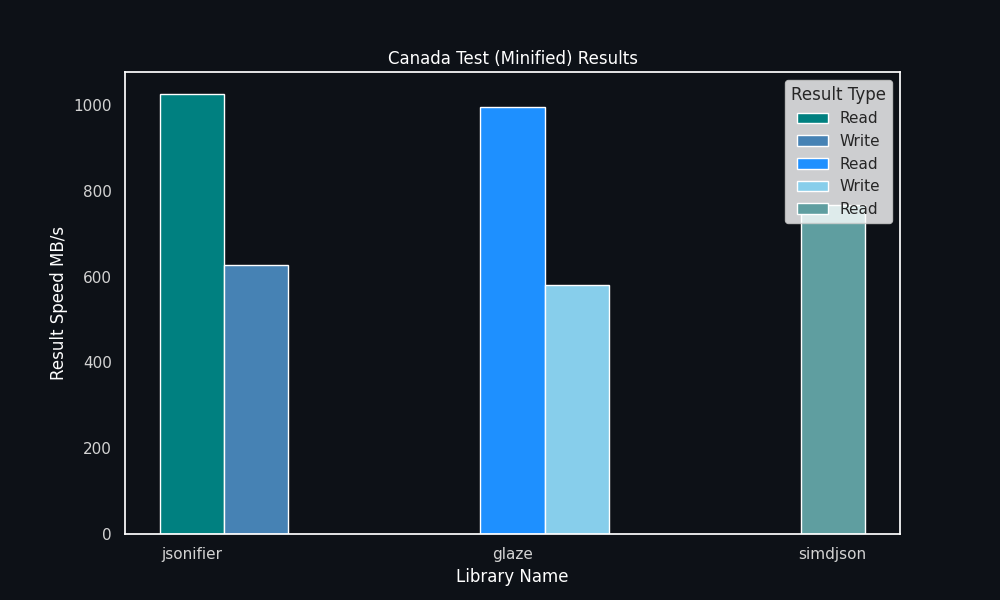 Canada Test (Minified) Results
Result Type
Read
Write
Read
Write
Read
Result Speed MB/s
1000
800
600
400
200
0
jsonifier glaze simdjson
Library Name